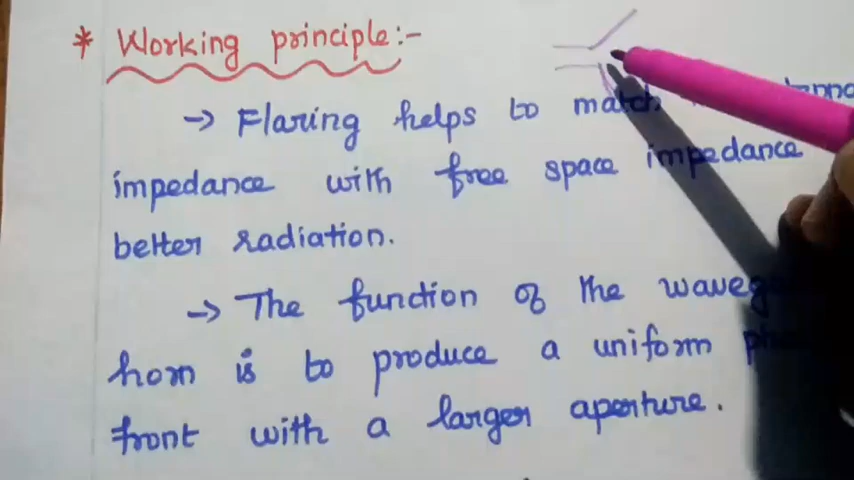 * Working principle:-
→ Flaring helps to match
impedance with free space impedance
better radiation.
→ The function of the
horn is to produce a uniform
front with a larger aperture.